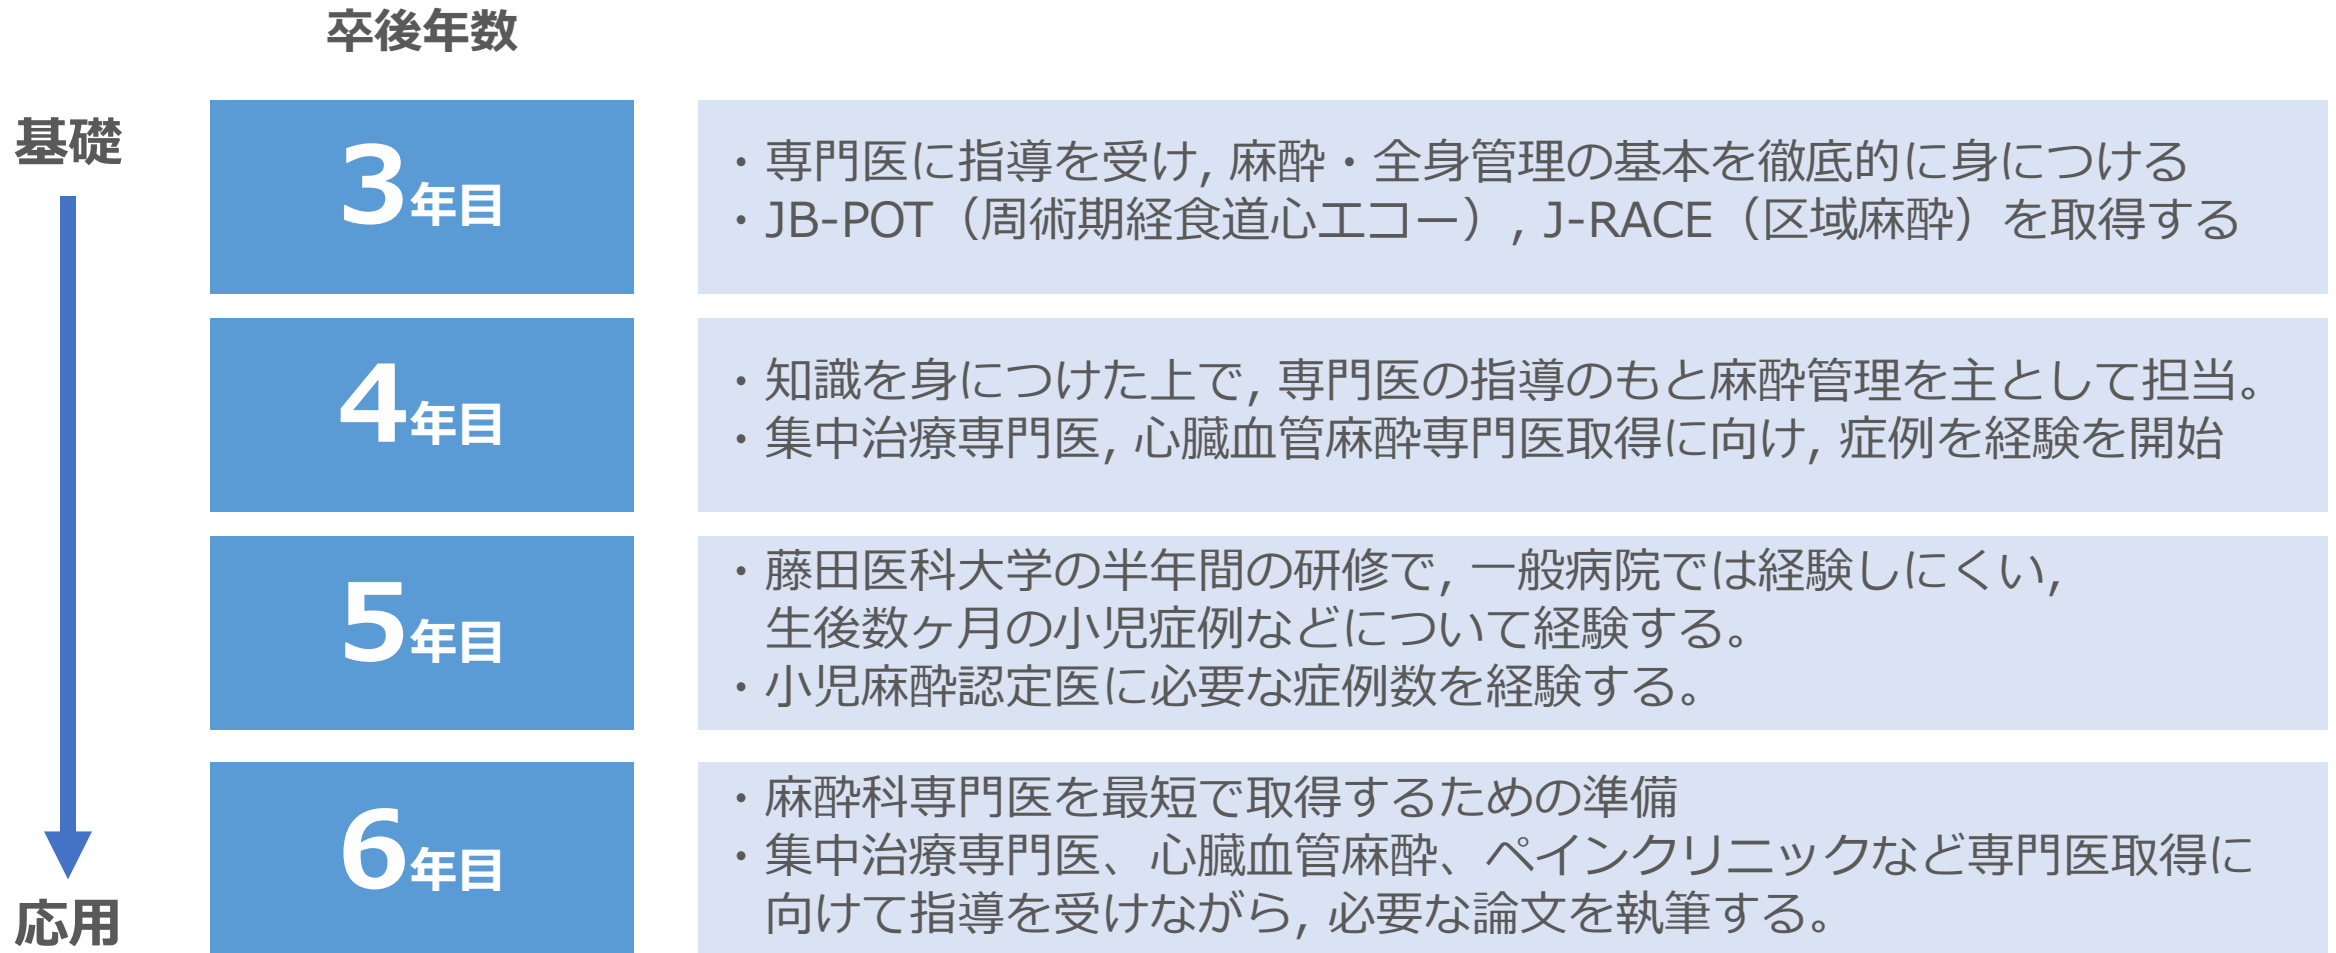 卒後年数
基礎
3年目
・専門医に指導を受け, 麻酔・全身管理の基本を徹底的に身につける
・JB-POT（周術期経食道心エコー）, J-RACE（区域麻酔）を取得する
4年目
・知識を身につけた上で, 専門医の指導のもと麻酔管理を主として担当。
・集中治療専門医, 心臓血管麻酔専門医取得に向け, 症例を経験を開始
5年目
・藤田医科大学の半年間の研修で, 一般病院では経験しにくい,
生後数ヶ月の小児症例などについて経験する。
・小児麻酔認定医に必要な症例数を経験する。
6年目
・麻酔科専門医を最短で取得するための準備
・集中治療専門医、心臓血管麻酔、ペインクリニックなど専門医取得に
向けて指導を受けながら, 必要な論文を執筆する。
応用